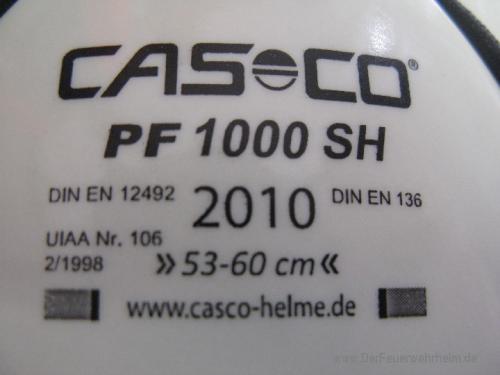 CASCO®
PF 1000 SH
DIN EN 12492 2010 DIN EN 136
UIAA Nr. 106
2/1998 »53-60 cm«
www.casco-helme.de
www.DerFeuerwehrhelm.de